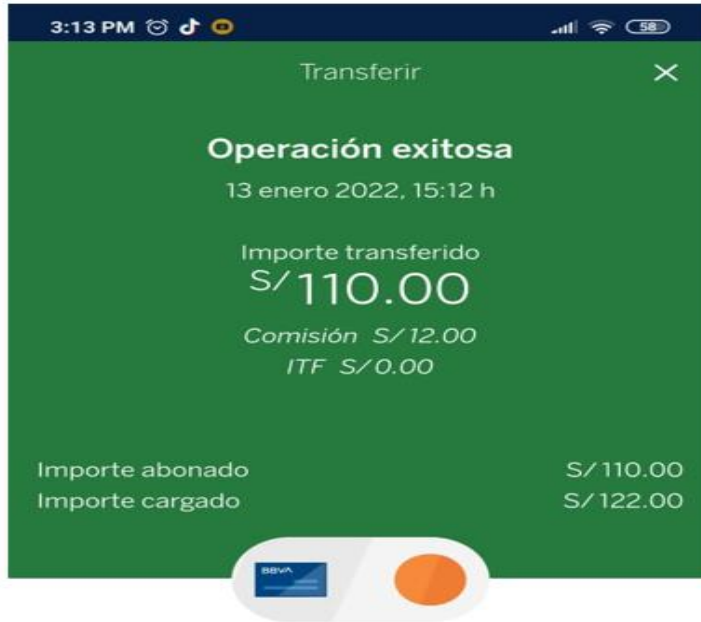 3:13 PM
58
Transferir
Operación exitosa
13 enero 2022, 15:12 h
Importe transferido
S/110.00
Comisión S/12.00
ITF S/0.00
Importe abonado S/110.00
Importe cargado S/122.00
BBVA